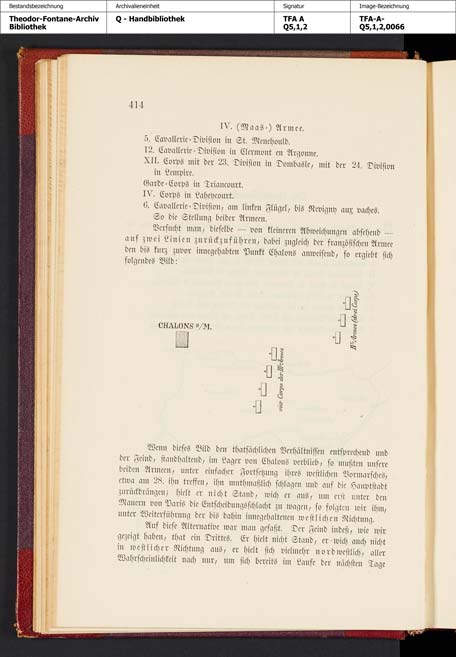 Bestandsbezeichnung
Archivalieneinheit
Signatur
Image-Bezeichnung
Theodor-Fontane-Archiv
Bibliothek
Q - Handbibliothek
TFA A
Q5,1,2
TFA-A-
Q5,1,2,0066
414
IV. (Maas-) Armee.
5. Cavallerie-Division in St. Menehould.
12. Cavallerie-Division in Clermont en Argonne.
XII. Corps mit der 23. Division in Dombasle, mit der 24. Division
in Lempire.
Garde-Corps in Triancourt.
IV. Corps in Laheycourt.
6. Cavallerie-Division, am linken Flügel, bis Revigny aux vaches.
So die Stellung beider Armeen.
Versucht man, dieselbe — von kleineren Abweichungen absehend —
auf zwei Linien zurückzuführen, dabei zugleich der französischen Armee
den bis kurz zuvor innegehabten Punkt Chalons anweisend, so ergiebt sich
folgendes Bild:
IVte Armee (drei Corps)
CHALONS s/M.
vier Corps der IIIten Armee
Wenn dieses Bild den thatsächlichen Verhältnissen entsprechend und
der Feind, standhaltend, im Lager von Chalons verblieb, so mußten unsere
beiden Armeen, unter einfacher Fortsetzung ihres westlichen Vormarsches,
etwa am 28. ihn treffen, ihn muthmaßlich schlagen und auf die Hauptstadt
zurückdrängen; hielt er nicht Stand, wich er aus, um erst unter den
Mauern von Paris die Entscheidungsschlacht zu wagen, so folgten wir ihm,
unter Weiterführung der bis dahin innegehaltenen westlichen Richtung.
Auf diese Alternative war man gefaßt. Der Feind indeß, wie wir
gezeigt haben, that ein Drittes. Er hielt nicht Stand, er wich auch nicht
in westlicher Richtung aus, er hielt sich vielmehr nordwestlich, aller
Wahrscheinlichkeit nach nur, um sich bereits im Laufe der nächsten Tage